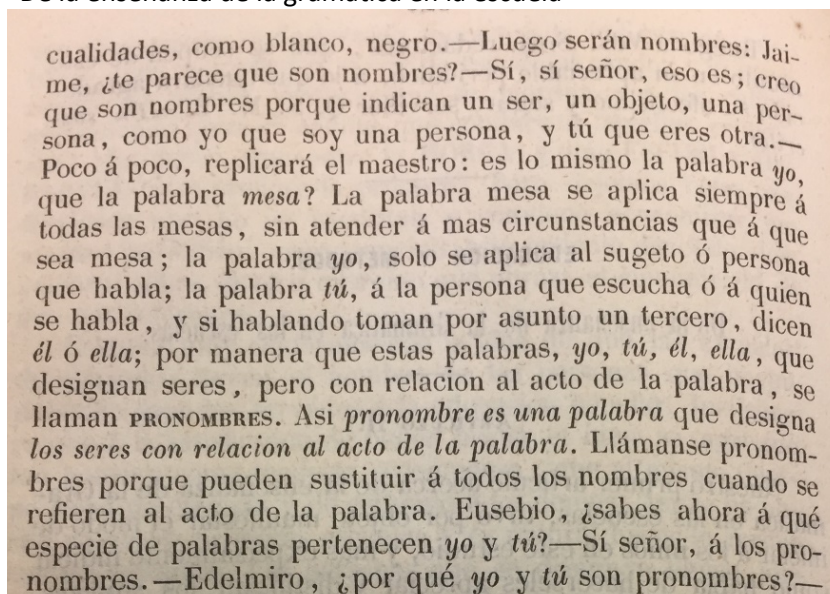 De la enseñanza de la gramática en la escuela
cualidades, como blanco, negro.—Luego serán nombres: Jai-
me, ¿te parece que son nombres?—Sí, sí señor, eso es; creo
que son nombres porque indican un ser, un objeto, una per-
sona, como yo que soy una persona, y tú que eres otra.—
Poco á poco, replicará el maestro: es lo mismo la palabra yo,
que la palabra mesa? La palabra mesa se aplica siempre á
todas las mesas, sin atender á mas circunstancias que á que
sea mesa; la palabra yo, solo se aplica al sugeto ó persona
que habla; la palabra tú, á la persona que escucha ó á quien
se habla, y si hablando toman por asunto un tercero, dicen
él ó ella; por manera que estas palabras, yo, tú, él, ella, que
designan seres, pero con relacion al acto de la palabra, se
llaman PRONOMBRES. Asi pronombre es una palabra que designa
los seres con relacion al acto de la palabra. Llámanse pronom-
bres porque pueden sustituir á todos los nombres cuando se
refieren al acto de la palabra. Eusebio, ¿sabes ahora á qué
especie de palabras pertenecen yo y tú?—Sí señor, á los pro-
nombres.—Edelmiro, ¿por qué yo y tú son pronombres?—